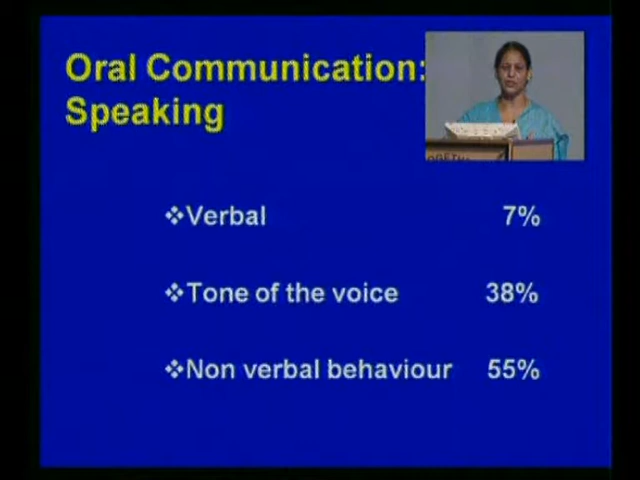 Oral Communication:
Speaking
❖Verbal 7%
❖Tone of the voice 38%
❖Non verbal behaviour 55%